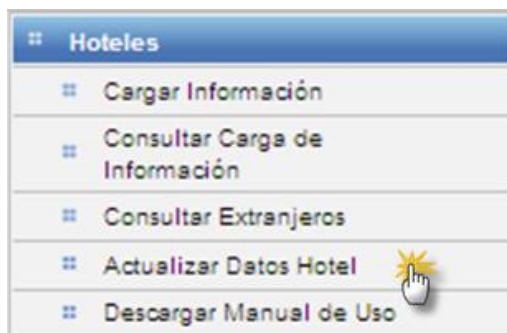 Hoteles
Cargar Información
Consultar Carga de
Información
Consultar Extranjeros
Actualizar Datos Hotel
Descargar Manual de Uso